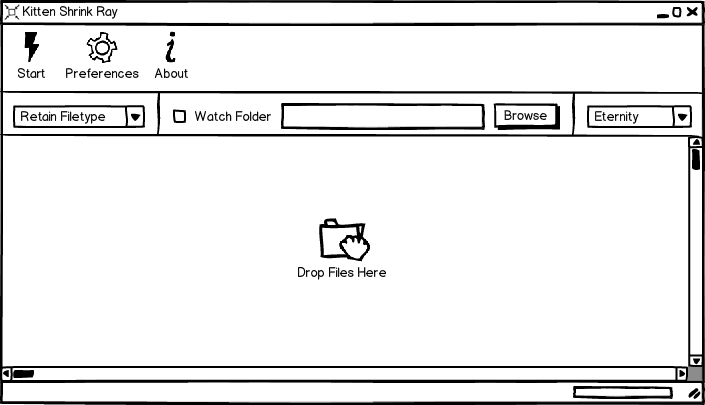 Kitten Shrink Ray
Start Preferences About
Retain Filetype Watch Folder Browse Eternity
Drop Files Here